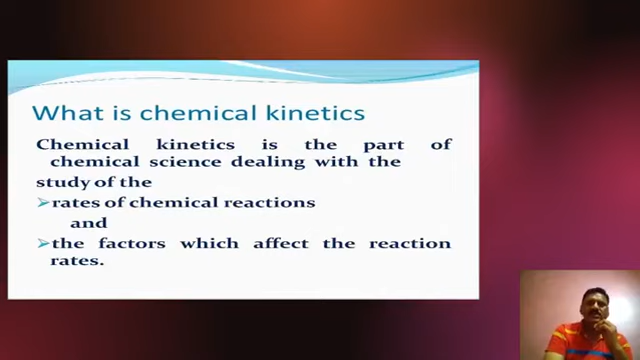 What is chemical kinetics
Chemical kinetics is the part of
chemical science dealing with the
study of the
➢rates of chemical reactions
and
➢the factors which affect the reaction
rates.